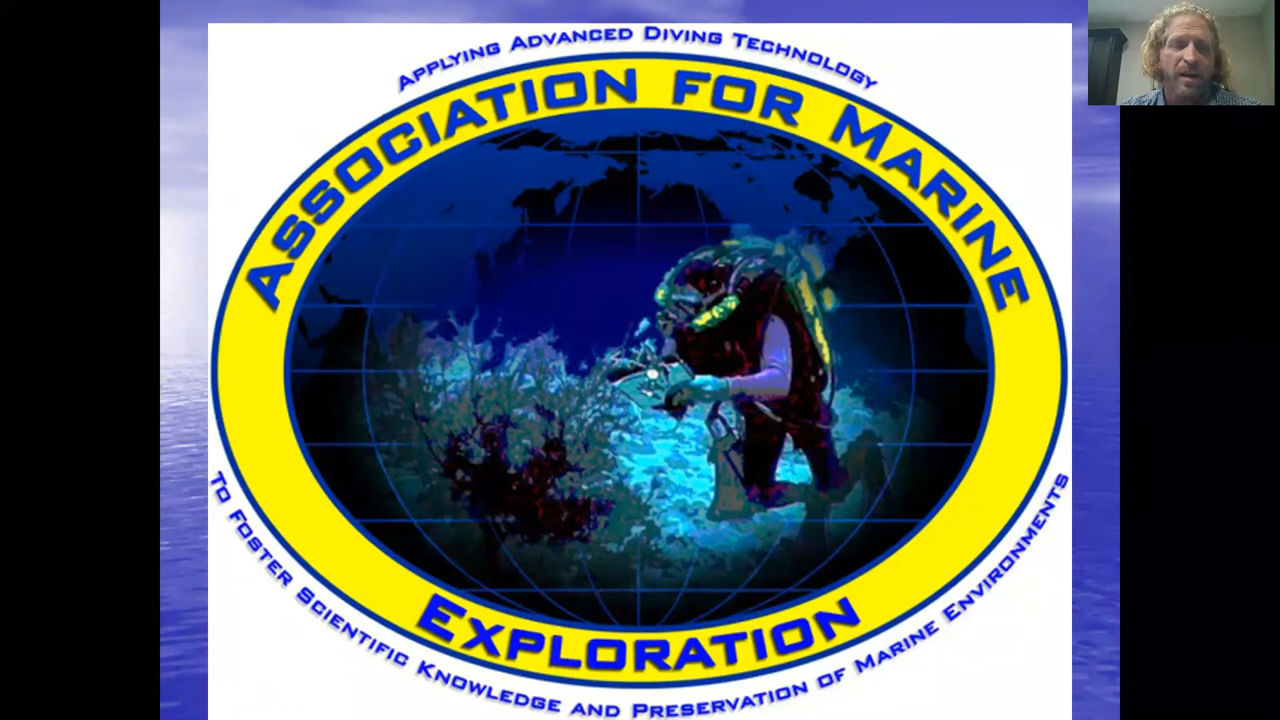 APPLYING ADVANCED DIVING TECHNOLOGY
ASSOCIATION FOR MARINE
EXPLORATION
TO FOSTER SCIENTIFIC KNOWLEDGE AND PRESERVATION OF MARINE ENVIRONMENTS